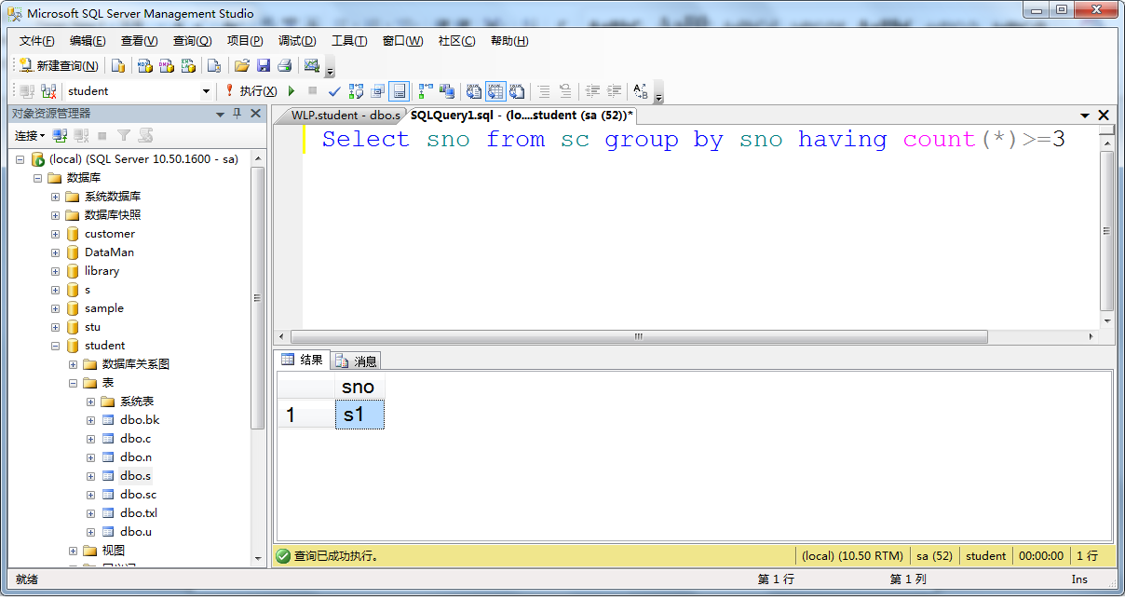 Microsoft SQL Server Management Studio
文件(F) 编辑(E) 查看(V) 查询(Q) 项目(P) 调试(D) 工具(T) 窗口(W) 社区(C) 帮助(H)
新建查询(N)
student 执行(X)
对象资源管理器
WLP.student - dbo.s SQLQuery1.sql - (lo....student (sa (52))*
连接
Select sno from sc group by sno having count(*)>=3
(local) (SQL Server 10.50.1600 - sa)
数据库
系统数据库
数据库快照
customer
DataMan
library
s
sample
stu
student
数据库关系图
表
系统表
dbo.bk
dbo.c
dbo.n
dbo.s
dbo.sc
dbo.txl
dbo.u
视图
结果 消息
sno
1 s1
查询已成功执行。 (local) (10.50 RTM) sa (52) student 00:00:00 1 行
就绪 第 1 行 第 1 列 Ins